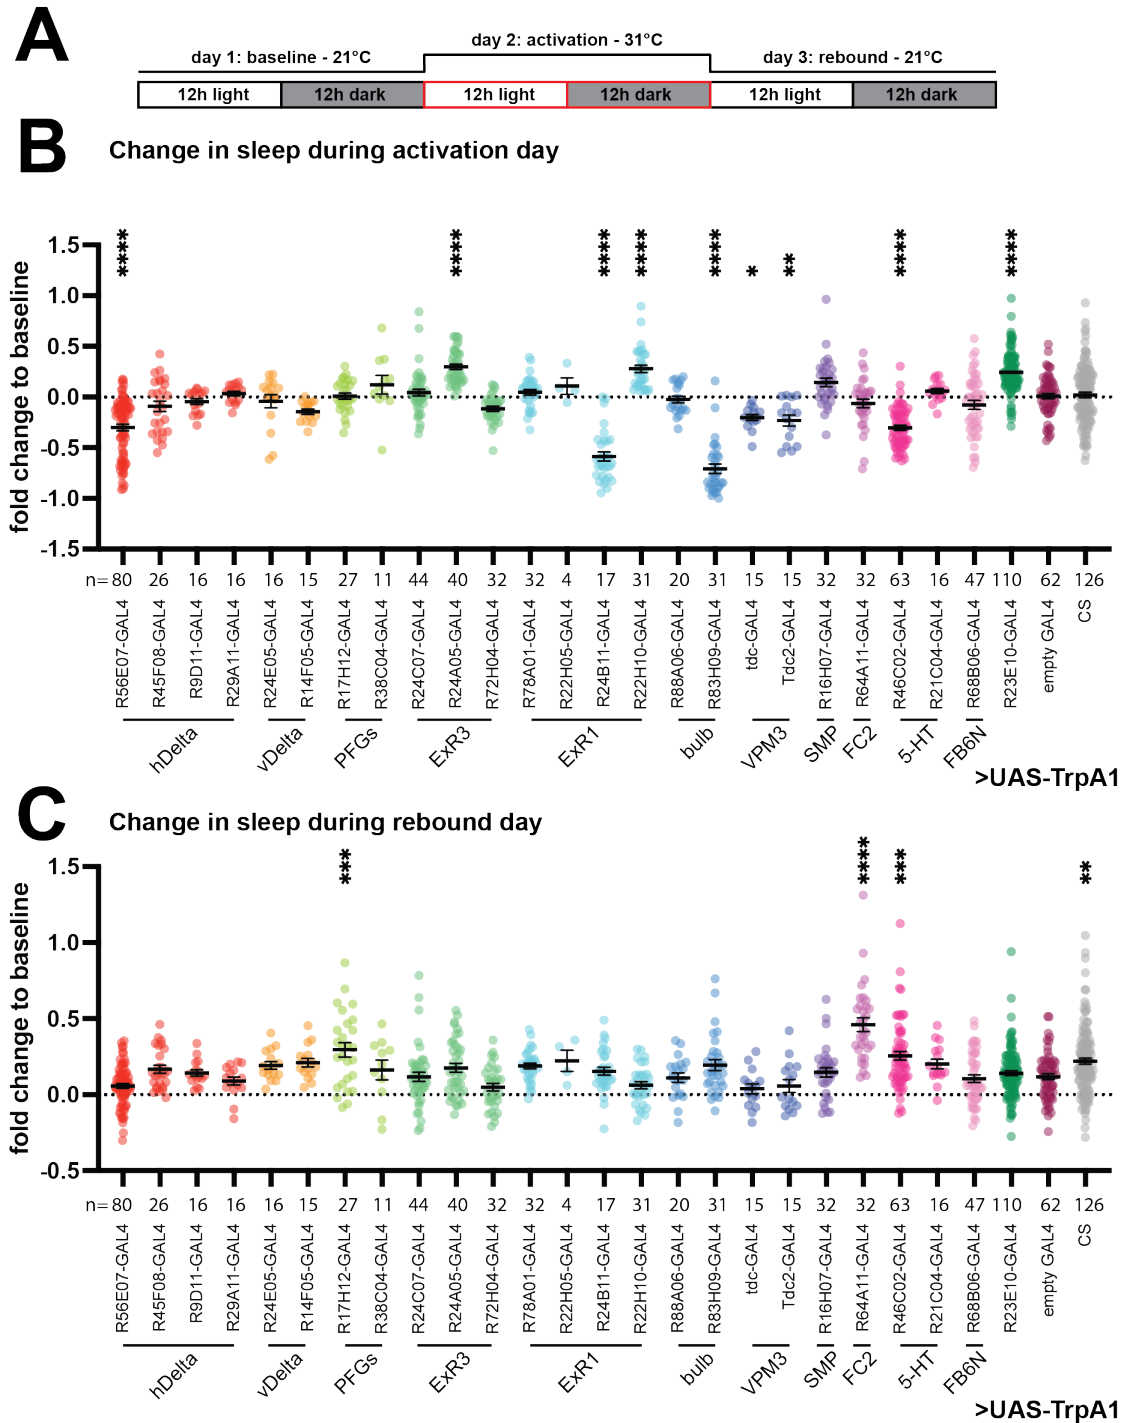 A
day 1: baseline - 21°C
day 2: activation - 31°C
day 3: rebound - 21°C
12h light
12h dark
12h light
12h dark
12h light
12h dark
B
Change in sleep during activation day
**** **** **** **** **** * ** **** ****
fold change to baseline
1.5
1.0
0.5
0.0
-0.5
-1.0
-1.5
n= 80 26 16 16 16 15 27 11 44 40 32 32 4 17 31 20 31 15 15 32 32 63 16 47 110 62 126
R56E07-GAL4
R45F08-GAL4
R9D11-GAL4
R29A11-GAL4
R24E05-GAL4
R14F05-GAL4
R17H12-GAL4
R38C04-GAL4
R24C07-GAL4
R24A05-GAL4
R72H04-GAL4
R78A01-GAL4
R22H05-GAL4
R24B11-GAL4
R22H10-GAL4
R88A06-GAL4
R83H09-GAL4
tdc-GAL4
Tdc2-GAL4
R16H07-GAL4
R64A11-GAL4
R46C02-GAL4
R21C04-GAL4
R68B06-GAL4
R23E10-GAL4
empty GAL4
CS
hDelta
vDelta
PFGs
ExR3
ExR1
bulb
VPM3
SMP
FC2
5-HT
FB6N
>UAS-TrpA1
C
Change in sleep during rebound day
*** **** *** **
fold change to baseline
1.5
1.0
0.5
0.0
-0.5
n= 80 26 16 16 16 15 27 11 44 40 32 32 4 17 31 20 31 15 15 32 32 63 16 47 110 62 126
R56E07-GAL4
R45F08-GAL4
R9D11-GAL4
R29A11-GAL4
R24E05-GAL4
R14F05-GAL4
R17H12-GAL4
R38C04-GAL4
R24C07-GAL4
R24A05-GAL4
R72H04-GAL4
R78A01-GAL4
R22H05-GAL4
R24B11-GAL4
R22H10-GAL4
R88A06-GAL4
R83H09-GAL4
tdc-GAL4
Tdc2-GAL4
R16H07-GAL4
R64A11-GAL4
R46C02-GAL4
R21C04-GAL4
R68B06-GAL4
R23E10-GAL4
empty GAL4
CS
hDelta
vDelta
PFGs
ExR3
ExR1
bulb
VPM3
SMP
FC2
5-HT
FB6N
>UAS-TrpA1